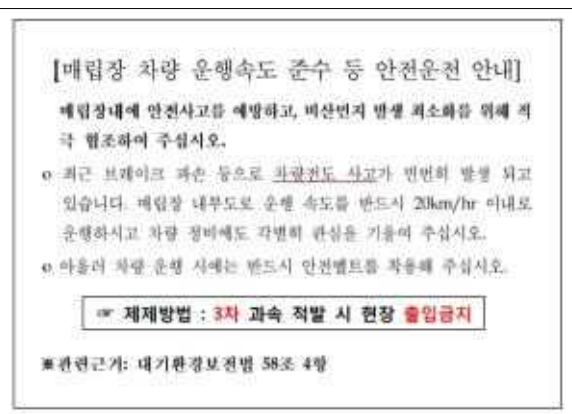 [매립장 차량 운행속도 준수 등 안전운전 안내]
매립장내에 안전사고를 예방하고, 비산먼지 발생 최소화를 위해 적
극 협조하여 주십시오.
o 최근 브레이크 파손 등으로 차량전도 사고가 빈번히 발생 되고
있습니다. 매립장 내부도로 운행 속도를 반드시 20km/hr 이내로
운행하시고 차량 정비에도 각별히 관심을 기울여 주십시오.
o 아울러 차량 운행 시에는 반드시 안전벨트를 착용해 주십시오.
☞ 제제방법 : 3차 과속 적발 시 현장 출입금지
※관련근거: 대기환경보전법 58조 4항